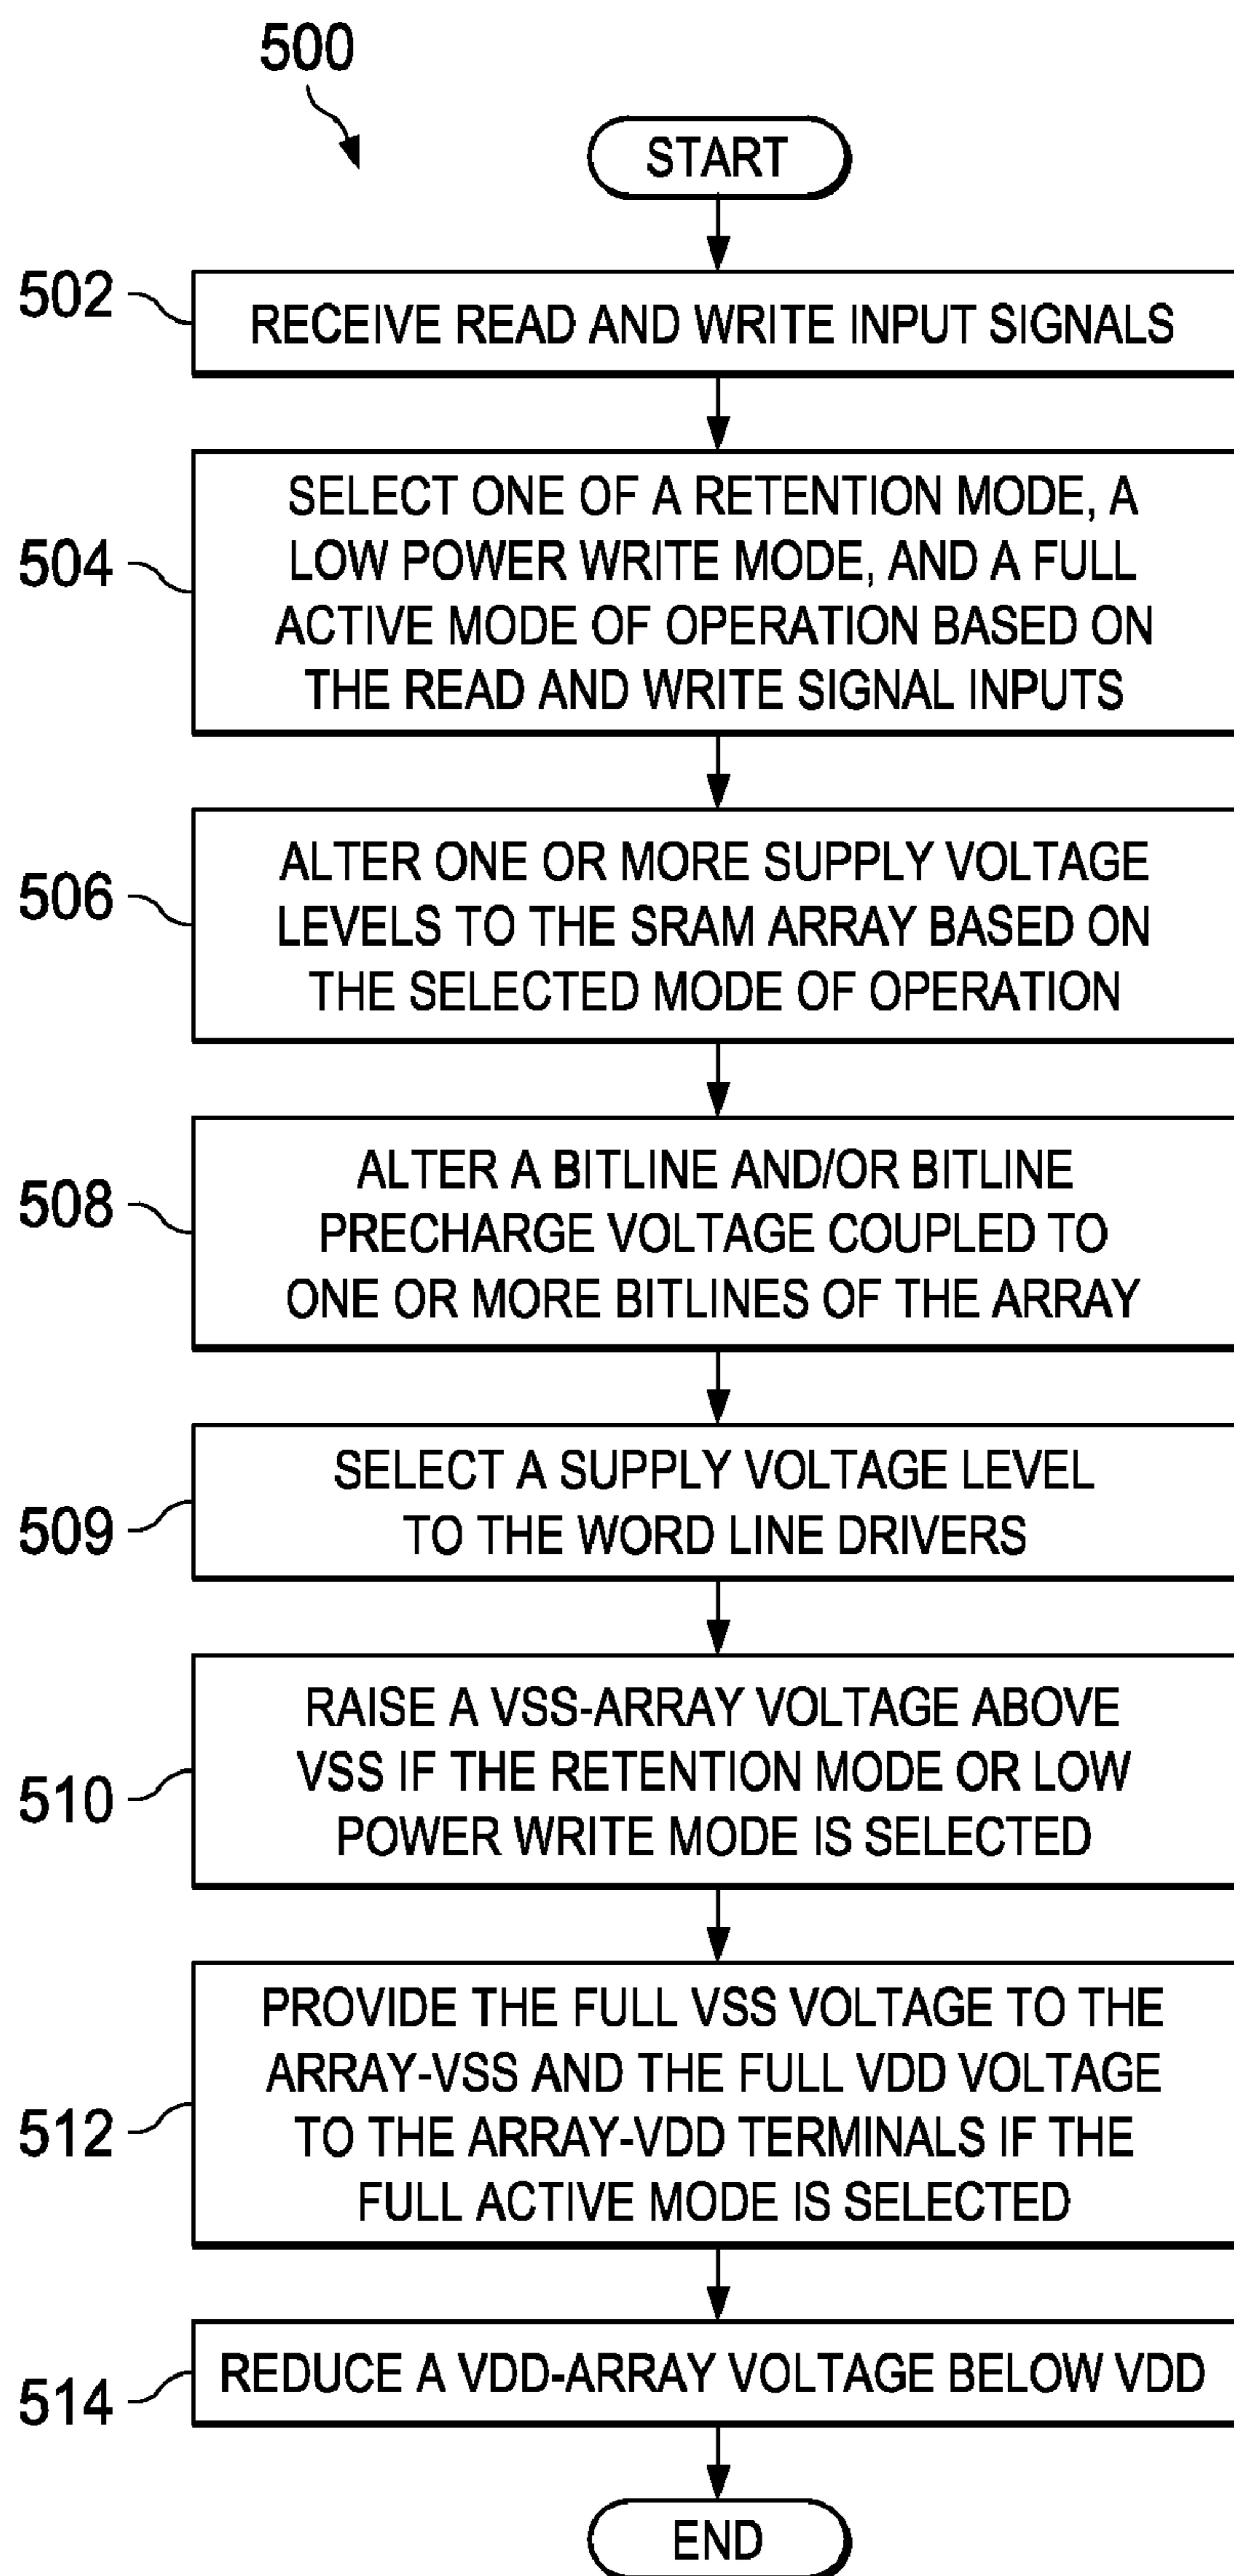 500
START
502
RECEIVE READ AND WRITE INPUT SIGNALS
504
SELECT ONE OF A RETENTION MODE, A
LOW POWER WRITE MODE, AND A FULL
ACTIVE MODE OF OPERATION BASED ON
THE READ AND WRITE SIGNAL INPUTS
506
ALTER ONE OR MORE SUPPLY VOLTAGE
LEVELS TO THE SRAM ARRAY BASED ON
THE SELECTED MODE OF OPERATION
508
ALTER A BITLINE AND/OR BITLINE
PRECHARGE VOLTAGE COUPLED TO
ONE OR MORE BITLINES OF THE ARRAY
509
SELECT A SUPPLY VOLTAGE LEVEL
TO THE WORD LINE DRIVERS
510
RAISE A VSS-ARRAY VOLTAGE ABOVE
VSS IF THE RETENTION MODE OR LOW
POWER WRITE MODE IS SELECTED
512
PROVIDE THE FULL VSS VOLTAGE TO THE
ARRAY-VSS AND THE FULL VDD VOLTAGE
TO THE ARRAY-VDD TERMINALS IF THE
FULL ACTIVE MODE IS SELECTED
514
REDUCE A VDD-ARRAY VOLTAGE BELOW VDD
END